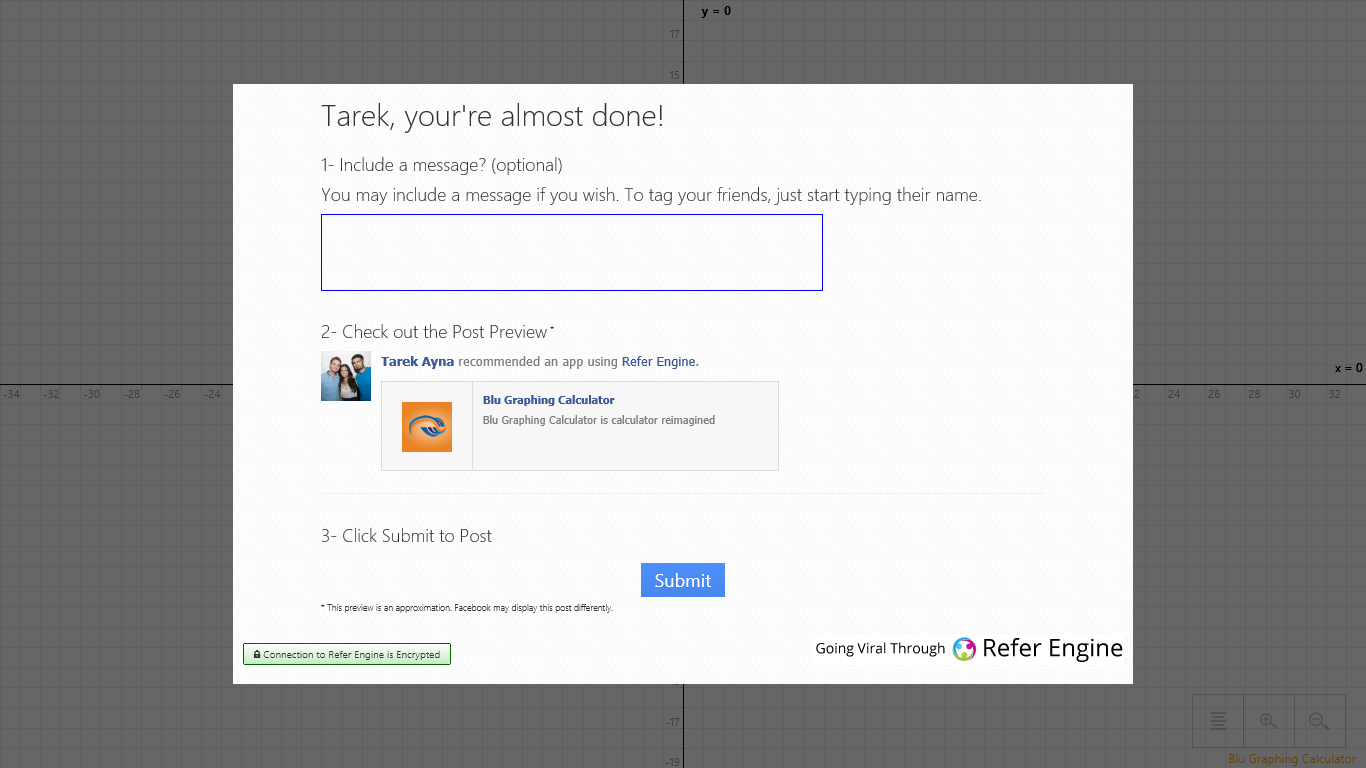 y = 0
17
15
Tarek, your're almost done!
1- Include a message? (optional)
You may include a message if you wish. To tag your friends, just start typing their name.
2- Check out the Post Preview*
Tarek Ayna recommended an app using Refer Engine.
x = 0
-34 -32 -30 -28 -26 -24
2 24 26 28 30 32
Blu Graphing Calculator
Blu Graphing Calculator is calculator reimagined
3- Click Submit to Post
Submit
* This preview is an approximation. Facebook may display this post differently.
Going Viral Through Refer Engine
Connection to Refer Engine is Encrypted
-17
-19
Blu Graphing Calculator